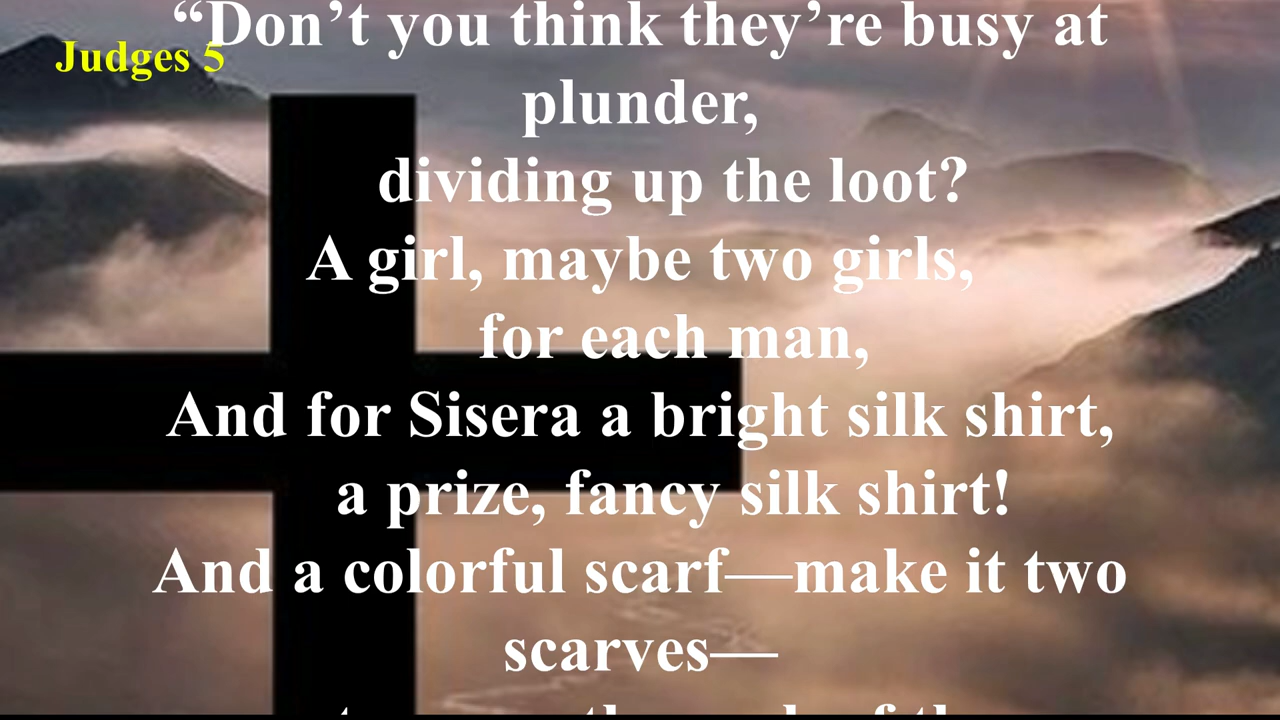 “Don’t you think they’re busy at
Judges 5
plunder,
dividing up the loot?
A girl, maybe two girls,
for each man,
And for Sisera a bright silk shirt,
a prize, fancy silk shirt!
And a colorful scarf—make it two
scarves—